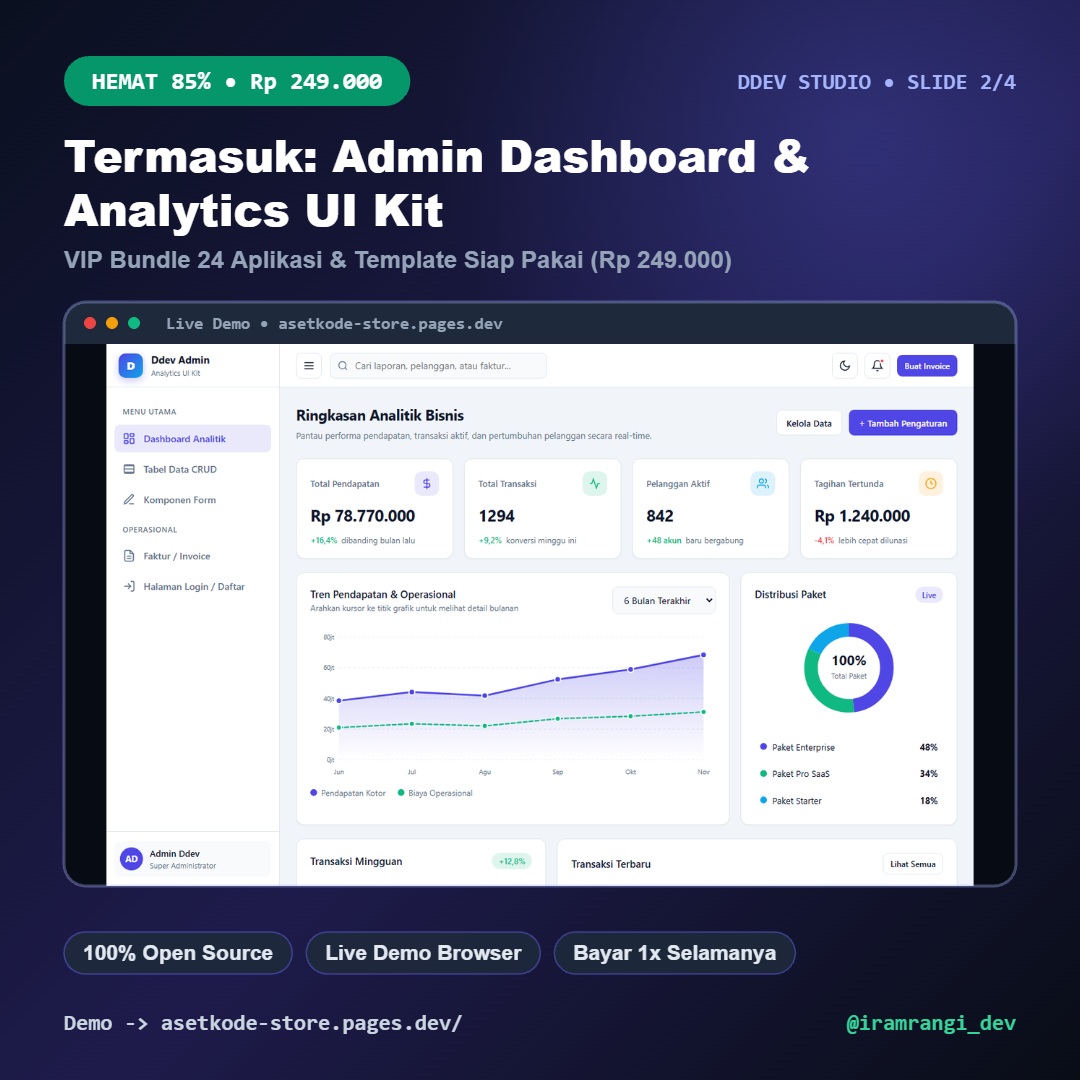 HEMAT 85% • Rp 249.000
DDEV STUDIO • SLIDE 2/4
Termasuk: Admin Dashboard &
Analytics UI Kit
VIP Bundle 24 Aplikasi & Template Siap Pakai (Rp 249.000)
Live Demo • asetkode-store.pages.dev
D
Ddev Admin
Analytics UI Kit
Cari laporan, pelanggan, atau faktur...
Buat Invoice
MENU UTAMA
Dashboard Analitik
Tabel Data CRUD
Komponen Form
OPERASIONAL
Faktur / Invoice
Halaman Login / Daftar
AD
Admin Ddev
Super Administrator
Ringkasan Analitik Bisnis
Pantau performa pendapatan, transaksi aktif, dan pertumbuhan pelanggan secara real-time.
Kelola Data
+ Tambah Pengaturan
Total Pendapatan
Rp 78.770.000
+16,4% dibanding bulan lalu
Total Transaksi
1294
+9,2% konversi minggu ini
Pelanggan Aktif
842
+48 akun baru bergabung
Tagihan Tertunda
Rp 1.240.000
-4,1% lebih cepat dilunasi
Tren Pendapatan & Operasional
Arahkan kursor ke titik grafik untuk melihat detail bulanan
6 Bulan Terakhir
80jt
60jt
40jt
20jt
0jt
Jun Jul Agu Sep Okt Nov
Pendapatan Kotor Biaya Operasional
Distribusi Paket
Live
100%
Total Paket
Paket Enterprise 48%
Paket Pro SaaS 34%
Paket Starter 18%
Transaksi Mingguan
+12,8%
Transaksi Terbaru
Lihat Semua
100% Open Source
Live Demo Browser
Bayar 1x Selamanya
Demo -> asetkode-store.pages.dev/
@iramrangi_dev